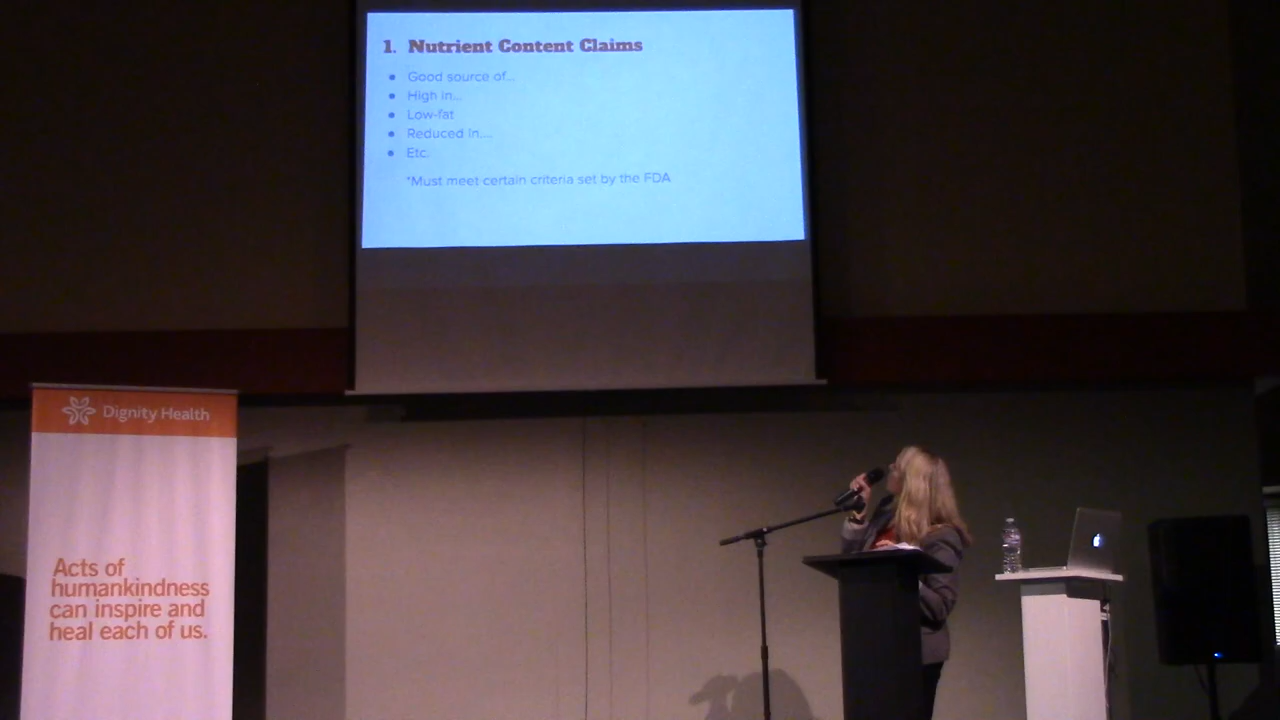 1. Nutrient Content Claims
Good source of...
High in...
Low-fat
Reduced in....
Etc.
*Must meet certain criteria set by the FDA
Dignity Health
Acts of
humankindness
can inspire and
heal each of us.